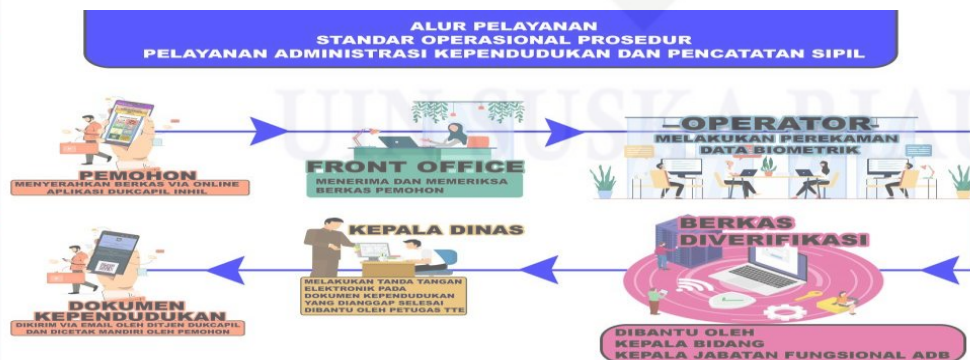 ALUR PELAYANAN
STANDAR OPERASIONAL PROSEDUR
PELAYANAN ADMINISTRASI KEPENDUDUKAN DAN PENCATATAN SIPIL
UIN SUSKA RIAU
PEMOHON
MENYERAHKAN BERKAS VIA ONLINE
APLIKASI DUKCAPIL INHIL
FRONT OFFICE
MENERIMA DAN MEMERIKSA
BERKAS PEMOHON
OPERATOR
MELAKUKAN PEREKAMAN
DATA BIOMETRIK
BERKAS
DIVERIFIKASI
DIBANTU OLEH
KEPALA BIDANG
KEPALA JABATAN FUNGSIONAL ADB
KEPALA DINAS
MELAKUKAN TANDA TANGAN
ELEKTRONIK PADA
DOKUMEN KEPENDUDUKAN
YANG DIANGGAP SELESAI
DIBANTU OLEH PETUGAS TTE
DOKUMEN
KEPENDUDUKAN
DIKIRIM VIA EMAIL OLEH DITJEN DUKCAPIL
DAN DICETAK MANDIRI OLEH PEMOHON